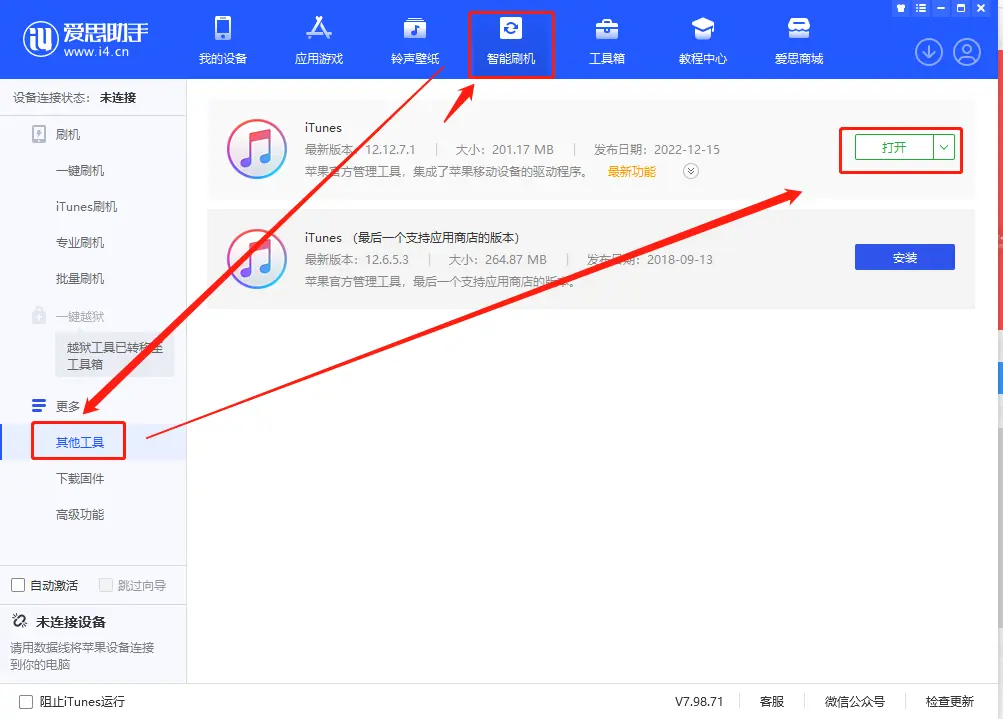 iU 爱思助手
www.i4.cn
我的设备
应用游戏
铃声壁纸
智能刷机
工具箱
教程中心
爱思商城
设备连接状态： 未连接
刷机
一键刷机
iTunes刷机
专业刷机
批量刷机
一键越狱
越狱工具已转移至
工具箱
更多
其他工具
下载固件
高级功能
自动激活 跳过向导
未连接设备
请用数据线将苹果设备连接
到你的电脑
阻止iTunes运行
iTunes
最新版本：12.12.7.1 | 大小：201.17 MB | 发布日期：2022-12-15
苹果官方管理工具，集成了苹果移动设备的驱动程序。 最新功能
打开
iTunes （最后一个支持应用商店的版本）
最新版本：12.6.5.3 | 大小：264.87 MB | 发布日期：2018-09-13
苹果官方管理工具，最后一个支持应用商店的版本。
安装
V7.98.71
客服
微信公众号
检查更新